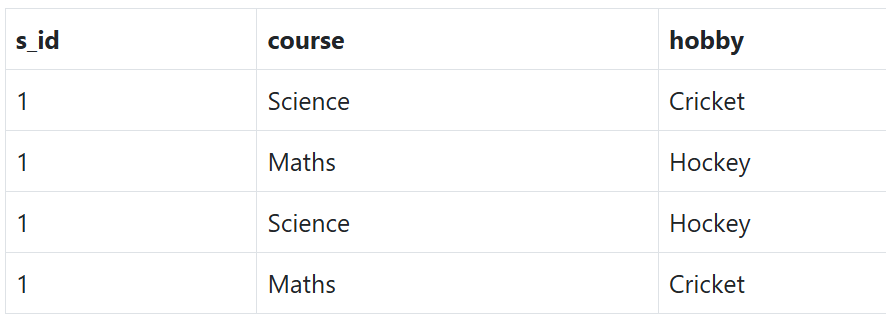 s_id course hobby
1 Science Cricket
1 Maths Hockey
1 Science Hockey
1 Maths Cricket